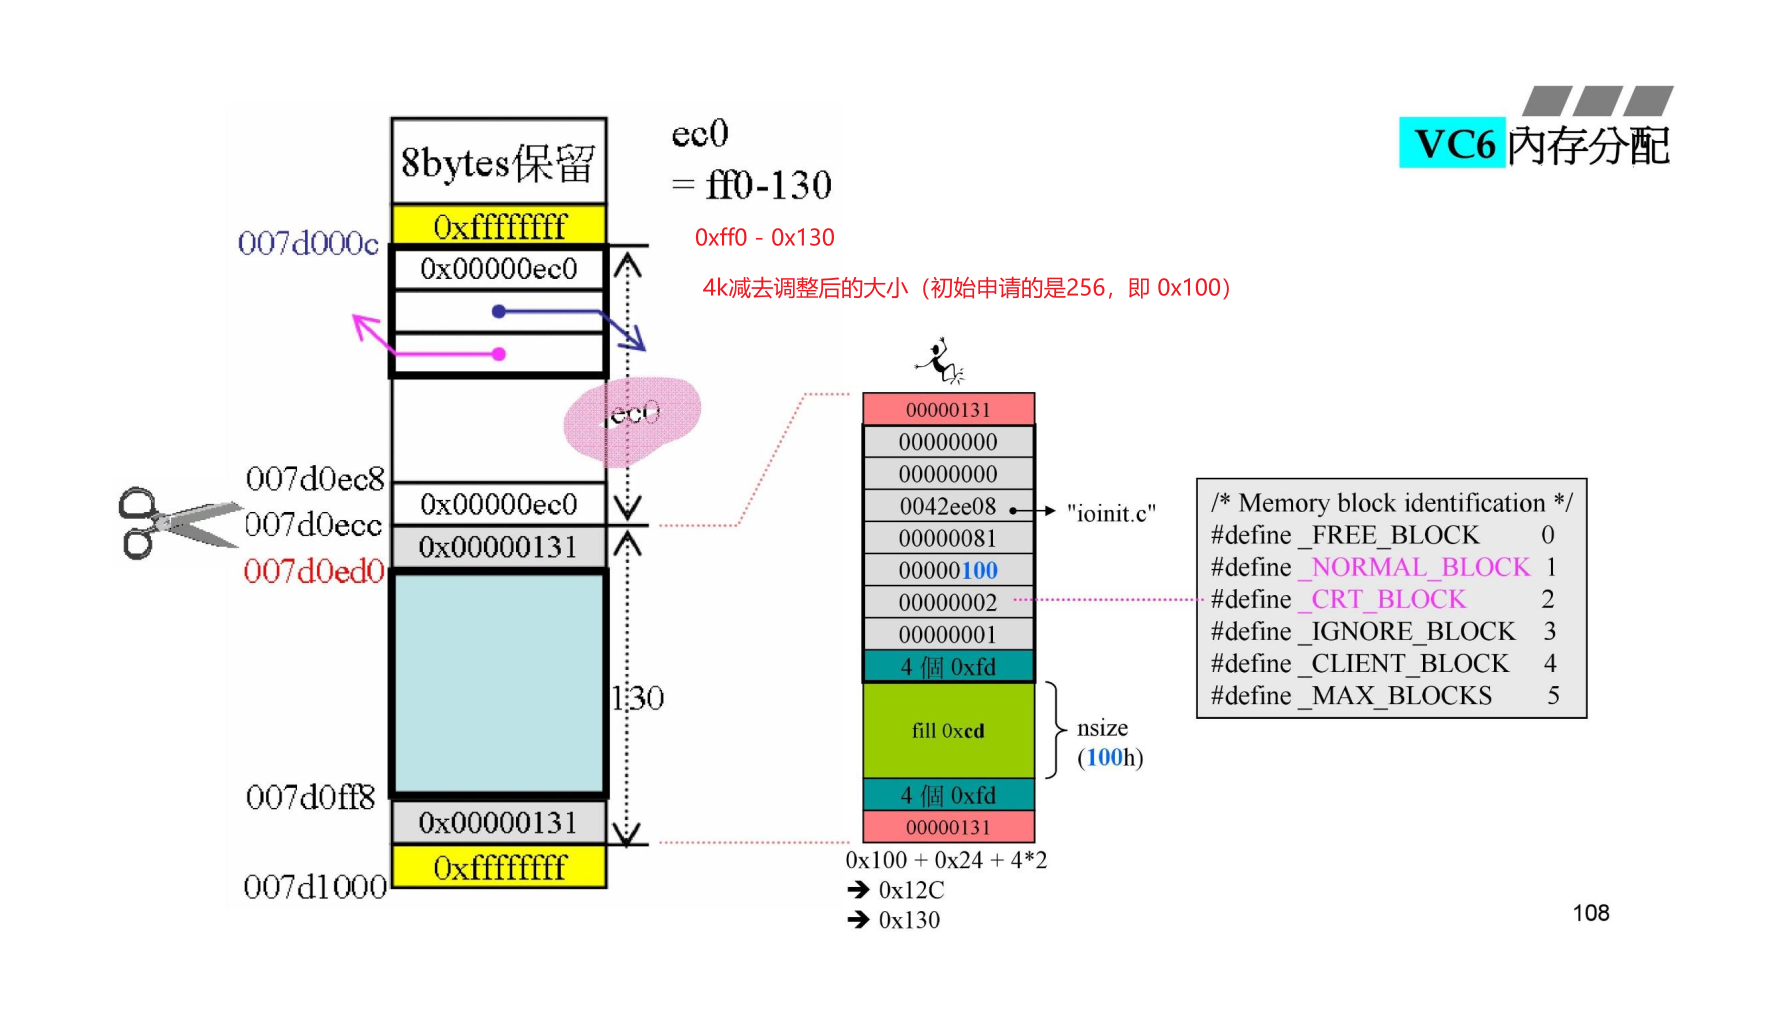 VC6內存分配
8bytes保留
0xffffffff
007d000c
0x00000ec0
ec0
= ff0-130
0xff0 - 0x130
4k减去调整后的大小（初始申请的是256，即 0x100）
ec0
007d0ec8
0x00000ec0
007d0ecc
0x00000131
007d0ed0
130
007d0ff8
0x00000131
0xffffffff
007d1000
00000131
00000000
00000000
0042ee08
"ioinit.c"
00000081
00000100
00000002
00000001
4 個 0xfd
fill 0xcd
nsize
(100h)
4 個 0xfd
00000131
0x100 + 0x24 + 4*2
➔ 0x12C
➔ 0x130
/* Memory block identification */
#define _FREE_BLOCK 0
#define _NORMAL_BLOCK 1
#define _CRT_BLOCK 2
#define _IGNORE_BLOCK 3
#define _CLIENT_BLOCK 4
#define _MAX_BLOCKS 5
108